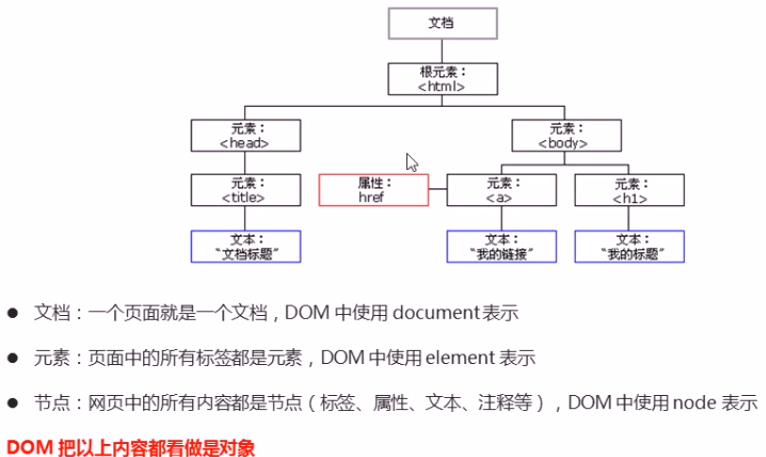 文档
根元素：
<html>
元素：
<head>
元素：
<body>
元素：
<title>
属性：
href
元素：
<a>
元素：
<h1>
文本：
“文档标题”
文本：
“我的链接”
文本：
“我的标题”
● 文档：一个页面就是一个文档，DOM 中使用 document 表示
● 元素：页面中的所有标签都是元素，DOM 中使用 element 表示
● 节点：网页中的所有内容都是节点（标签、属性、文本、注释等），DOM 中使用 node 表示
DOM 把以上内容都看做是对象